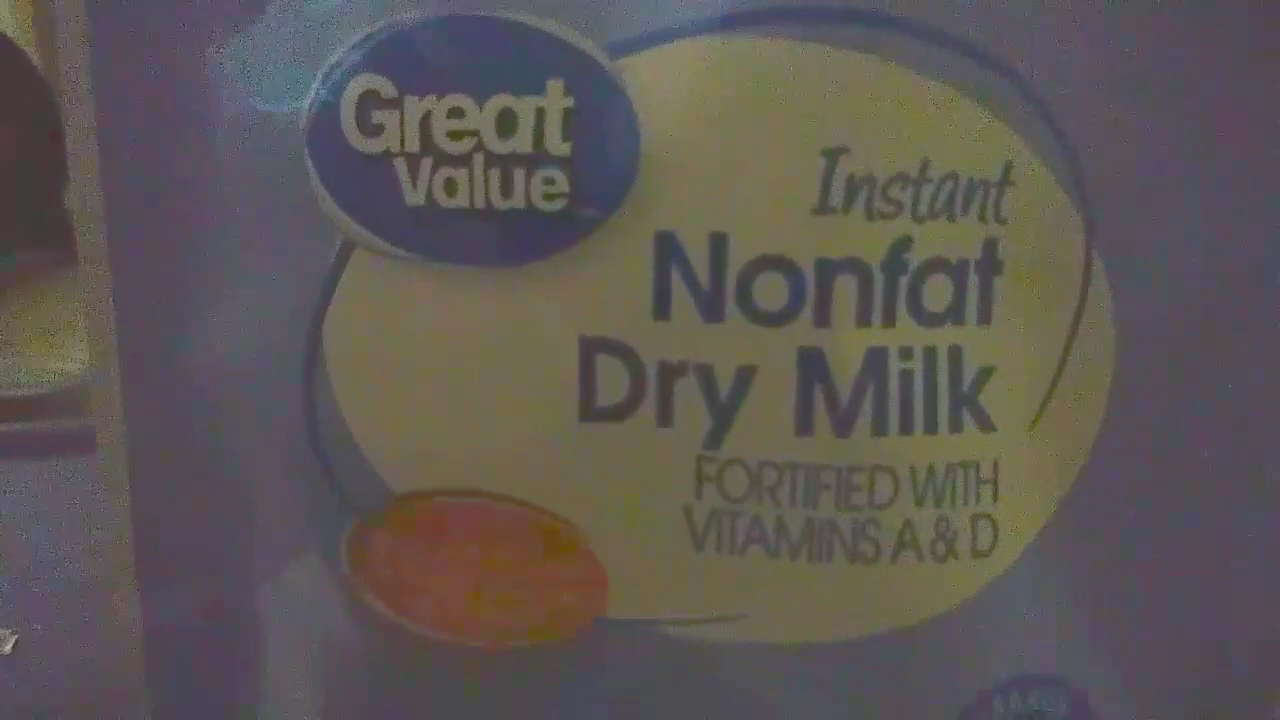 Great
Value
Instant
Nonfat
Dry Milk
FORTIFIED WITH
VITAMINS A & D